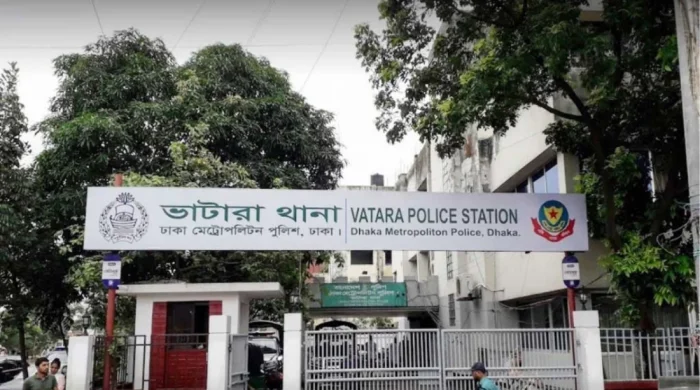 ভাটারা থানা
ঢাকা মেট্রোপলিটন পুলিশ, ঢাকা।
VATARA POLICE STATION
Dhaka Metropoliton Police, Dhaka.